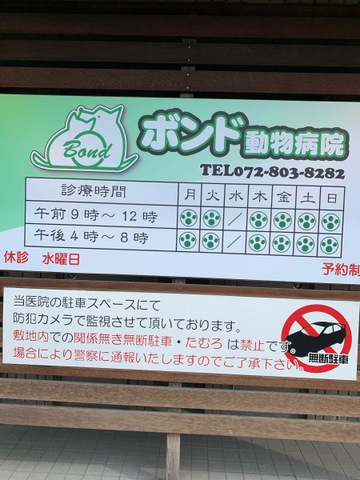 Bond
ボンド動物病院
TEL072-803-8282
診療時間 月 火 水 木 金 土 日
午前9時～12時 ／
午後4時～8時 ／
休診 水曜日 予約制
当医院の駐車スペースにて
防犯カメラで監視させて頂いております。
敷地内での関係無き無断駐車・たむろ は禁止です
場合により警察に通報いたしますのでご了承下さい。
無断駐車